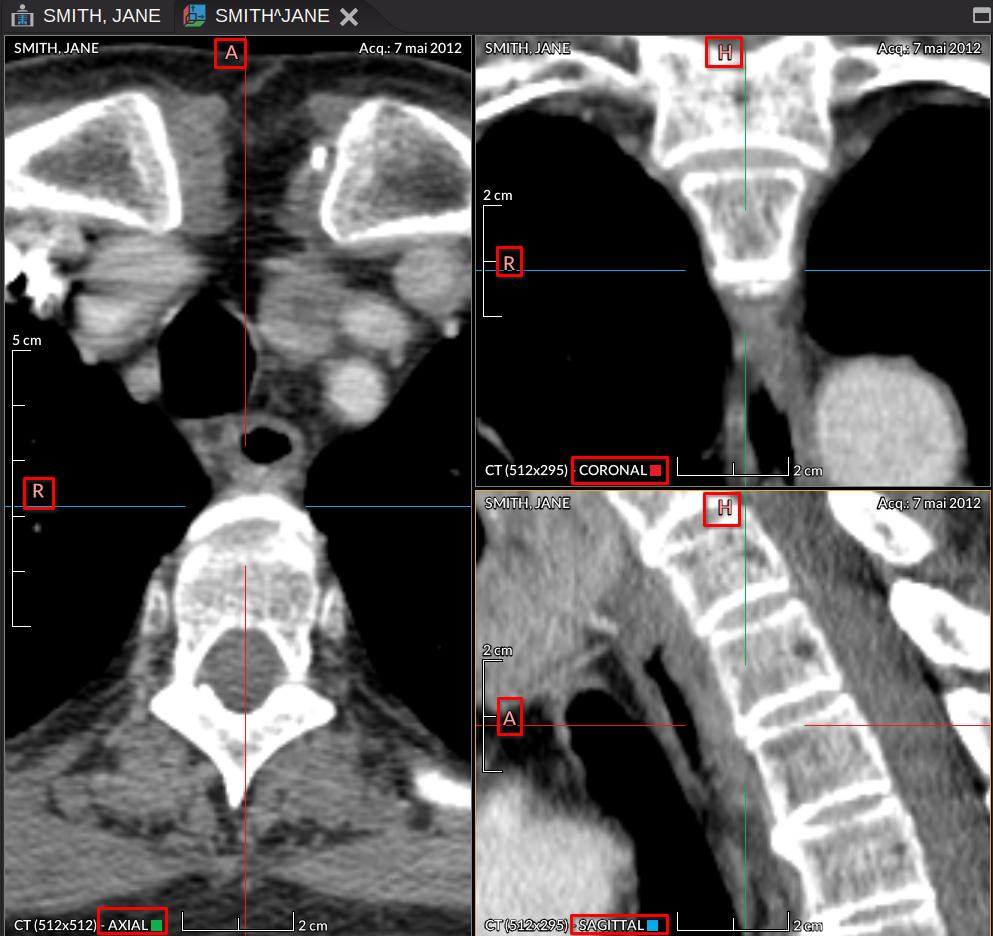 SMITH, JANE
SMITH^JANE
SMITH, JANE
A
Acq.: 7 mai 2012
5 cm
R
CT (512x512) - AXIAL
2 cm
SMITH, JANE
H
Acq.: 7 mai 2012
2 cm
R
CT (512x295) - CORONAL
2 cm
SMITH, JANE
H
Acq.: 7 mai 2012
2 cm
A
CT (512x295) - SAGITTAL
2 cm